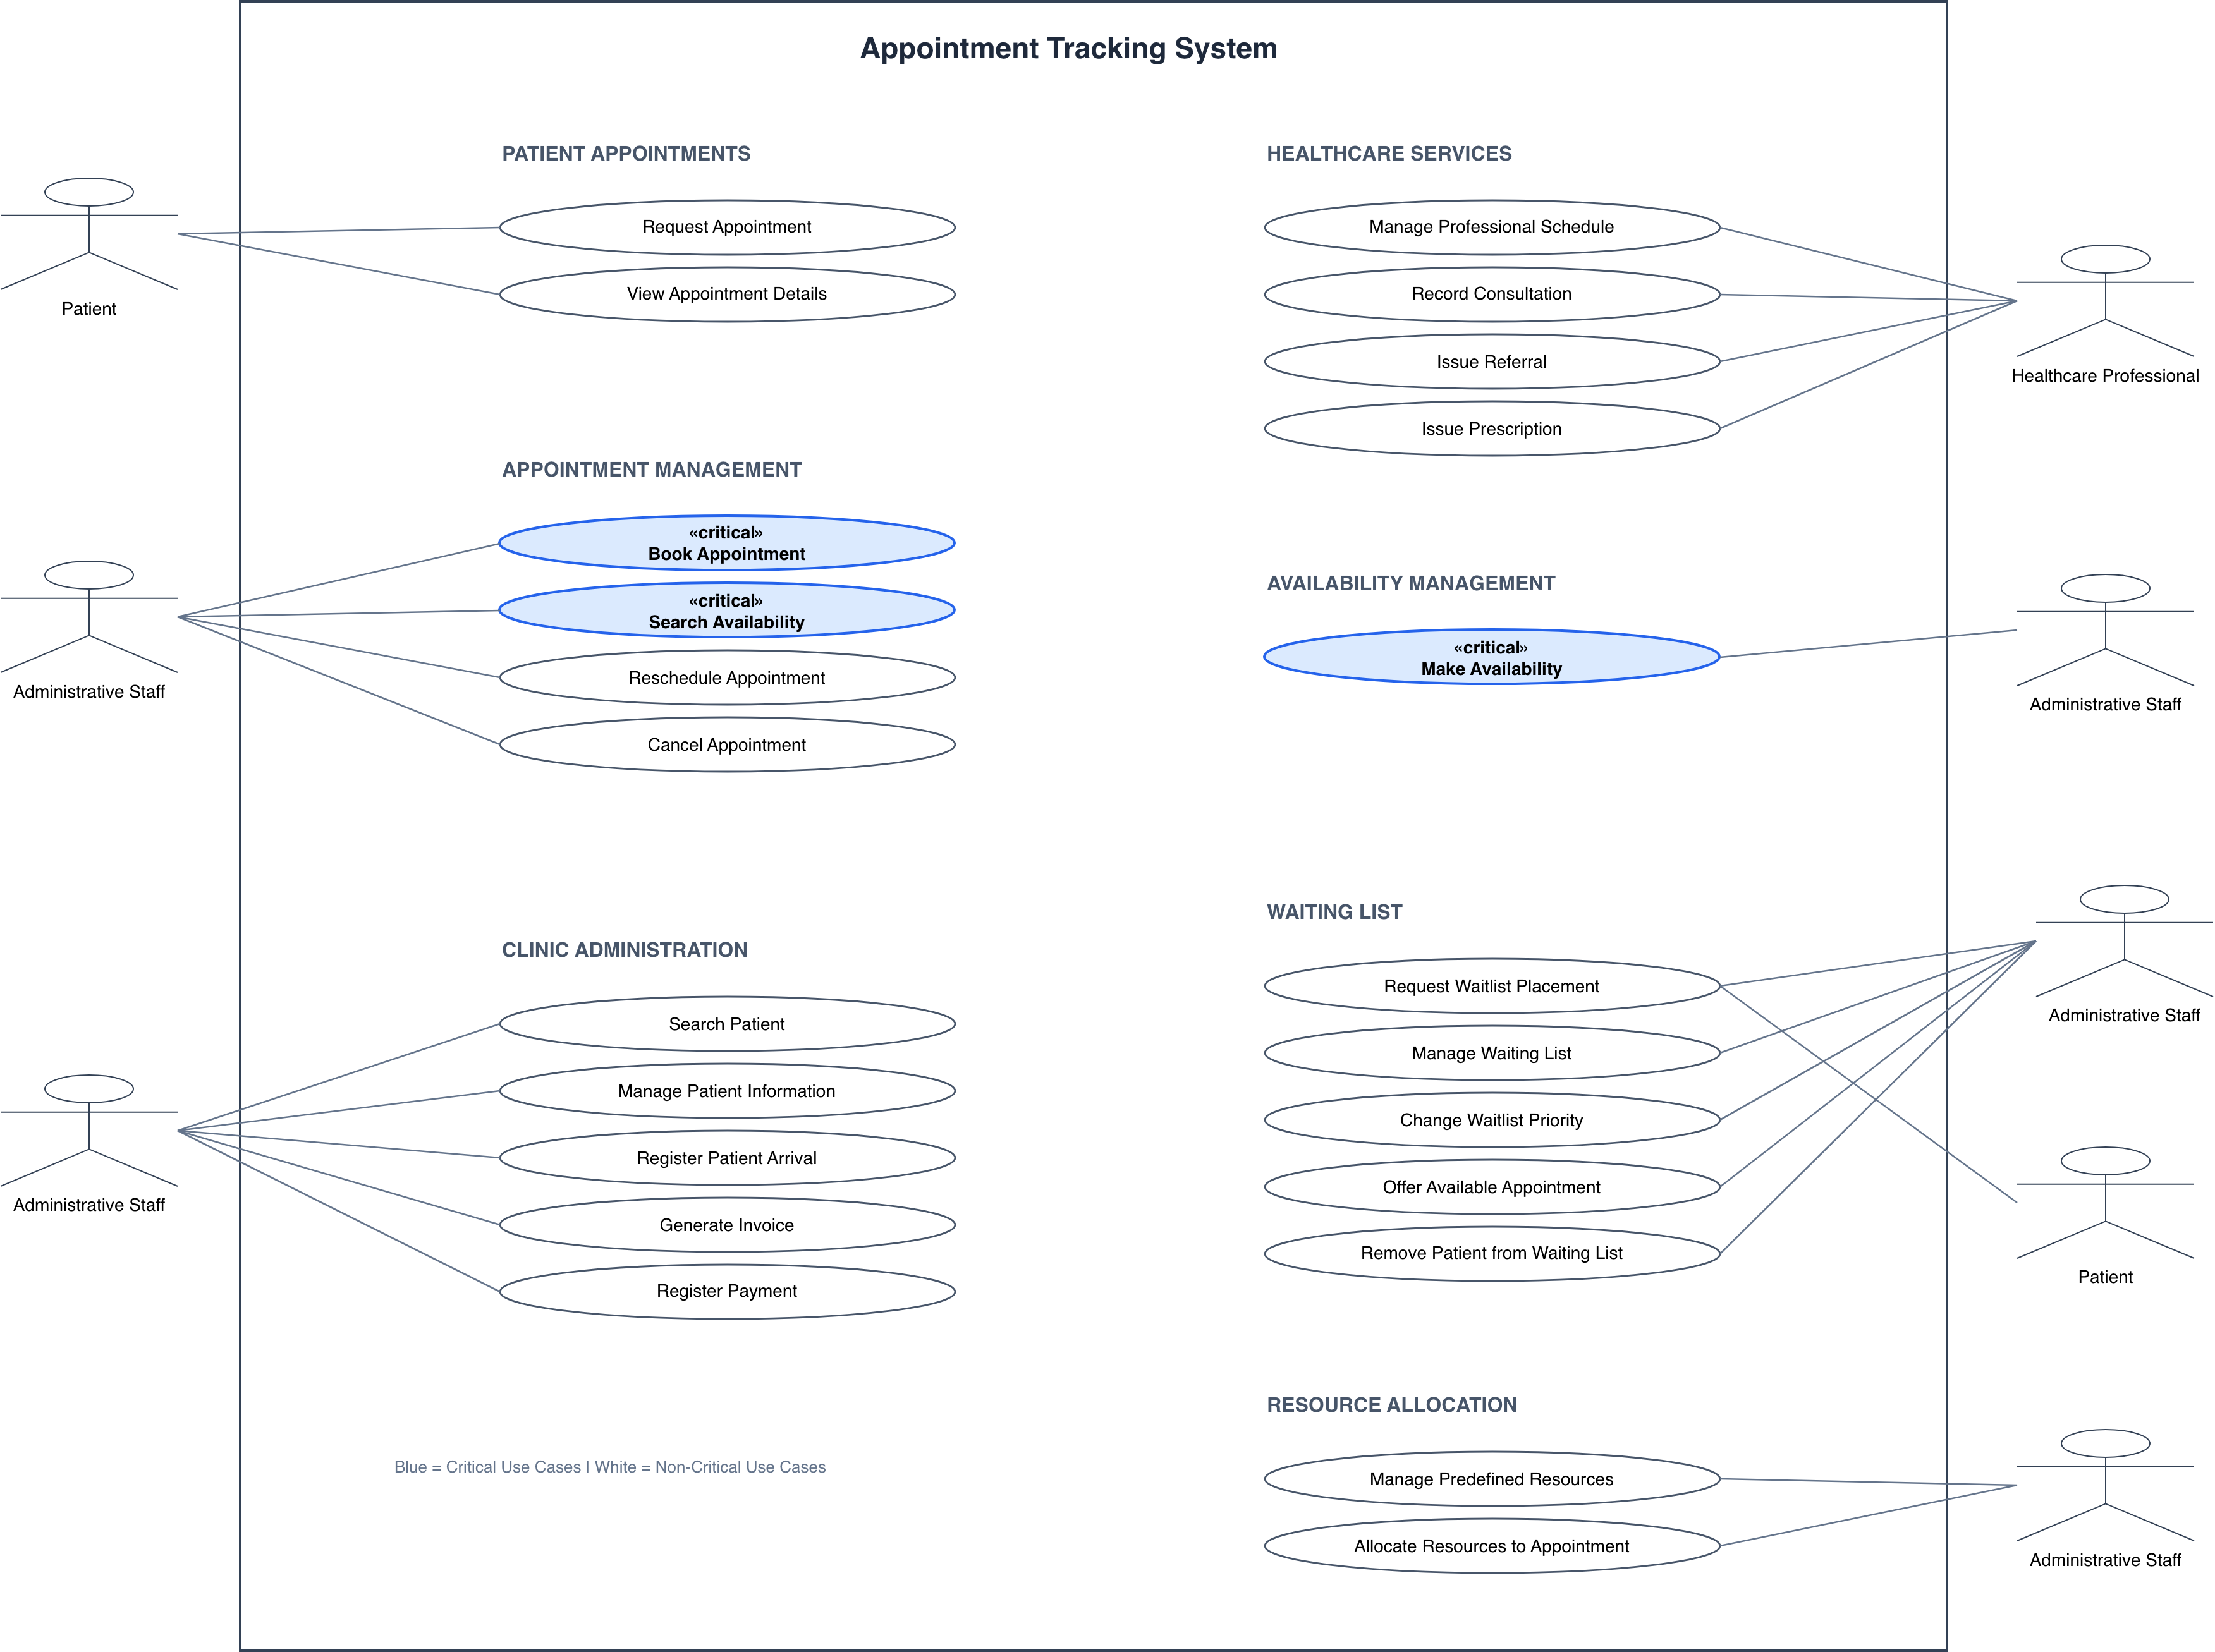 Appointment Tracking System
PATIENT APPOINTMENTS
Request Appointment
View Appointment Details
Patient
APPOINTMENT MANAGEMENT
«critical»
Book Appointment
«critical»
Search Availability
Reschedule Appointment
Cancel Appointment
Administrative Staff
CLINIC ADMINISTRATION
Search Patient
Manage Patient Information
Register Patient Arrival
Generate Invoice
Register Payment
Administrative Staff
Blue = Critical Use Cases | White = Non-Critical Use Cases
HEALTHCARE SERVICES
Manage Professional Schedule
Record Consultation
Issue Referral
Issue Prescription
Healthcare Professional
AVAILABILITY MANAGEMENT
«critical»
Make Availability
Administrative Staff
WAITING LIST
Request Waitlist Placement
Manage Waiting List
Change Waitlist Priority
Offer Available Appointment
Remove Patient from Waiting List
Administrative Staff
Patient
RESOURCE ALLOCATION
Manage Predefined Resources
Allocate Resources to Appointment
Administrative Staff